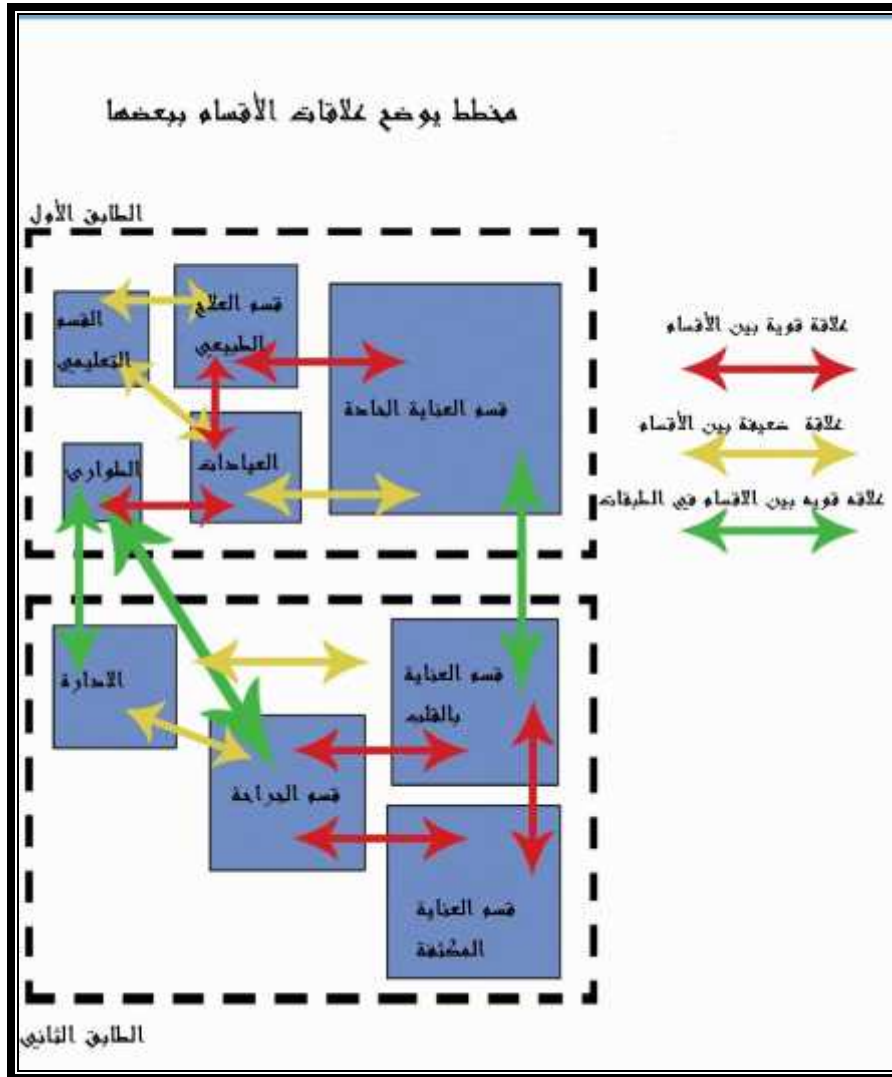 مخطط يوضح علاقات الأقسام ببعضها
الطابق الأول
القسم
التعليمي
قسم العلاج
الطبيعي
قسم العناية الحادة
الطوارئ
العيادات
علاقة قوية بين الأقسام
علاقة ضعيفة بين الأقسام
علاقه قويه بين الاقسام في الطبقات
الادارة
قسم العناية
بالقلب
قسم الجراحة
قسم العناية
المكثفة
الطابق الثاني